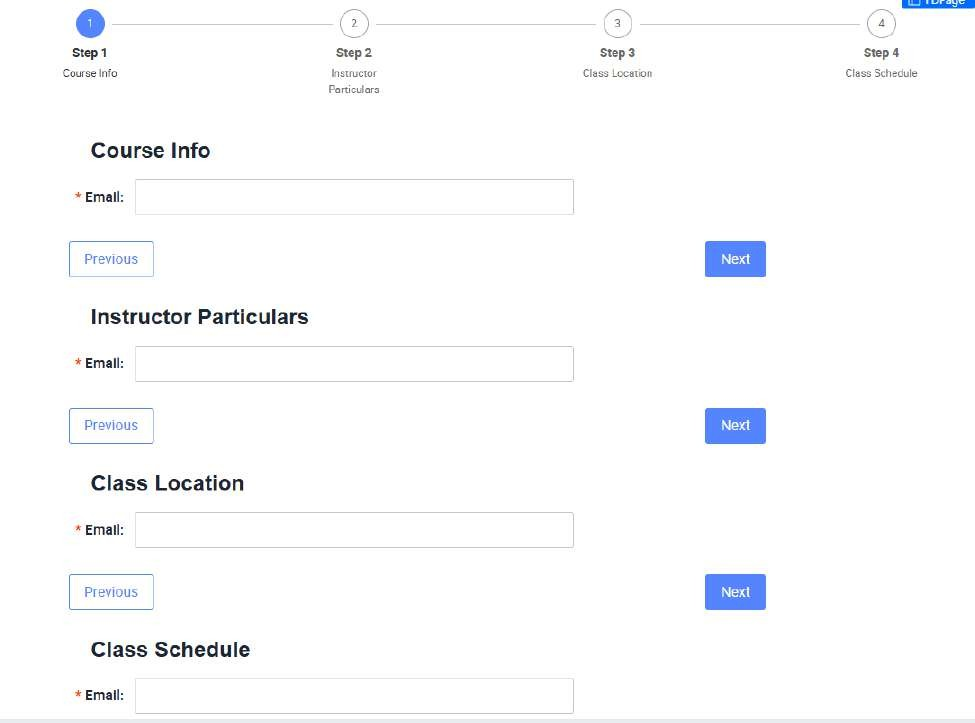 TDPage
1 2 3 4
Step 1 Step 2 Step 3 Step 4
Course Info Instructor Class Location Class Schedule
Particulars
Course Info
* Email:
Previous Next
Instructor Particulars
* Email:
Previous Next
Class Location
* Email:
Previous Next
Class Schedule
* Email: